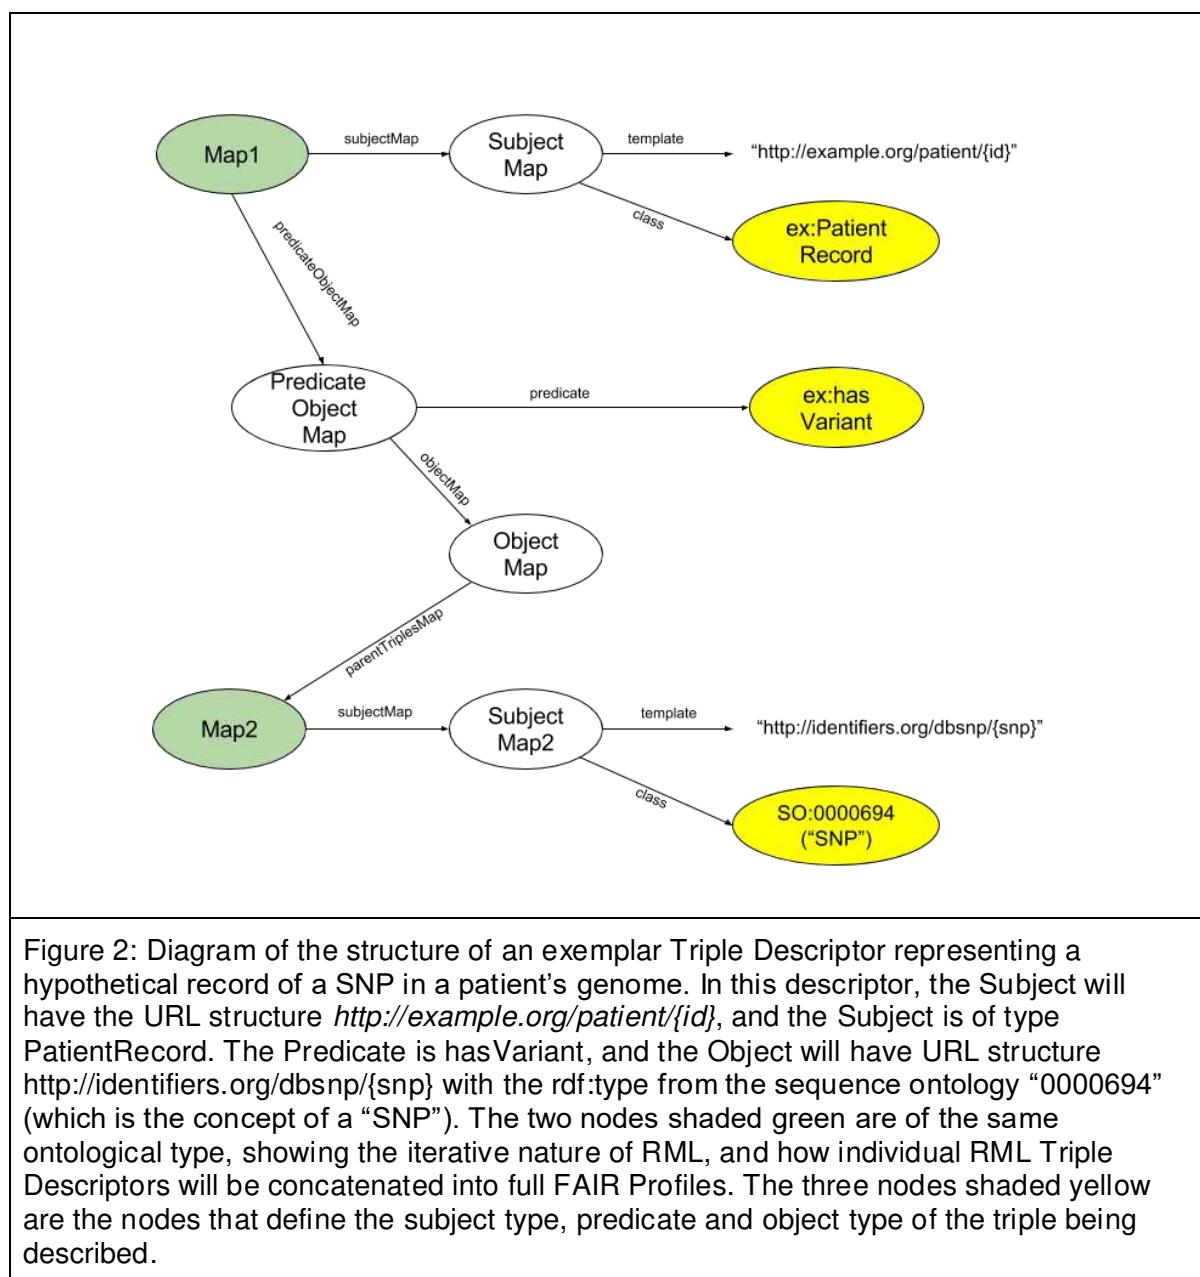 Map1
subjectMap
Subject
Map
template
“http://example.org/patient/{id}”
class
ex:Patient
Record
predicateObjectMap
Predicate
Object
Map
predicate
ex:has
Variant
objectMap
Object
Map
parentTriplesMap
Map2
subjectMap
Subject
Map2
template
“http://identifiers.org/dbsnp/{snp}”
class
SO:0000694
(“SNP”)
Figure 2: Diagram of the structure of an exemplar Triple Descriptor representing a
hypothetical record of a SNP in a patient’s genome. In this descriptor, the Subject will
have the URL structure http://example.org/patient/{id}, and the Subject is of type
PatientRecord. The Predicate is hasVariant, and the Object will have URL structure
http://identifiers.org/dbsnp/{snp} with the rdf:type from the sequence ontology “0000694”
(which is the concept of a “SNP”). The two nodes shaded green are of the same
ontological type, showing the iterative nature of RML, and how individual RML Triple
Descriptors will be concatenated into full FAIR Profiles. The three nodes shaded yellow
are the nodes that define the subject type, predicate and object type of the triple being
described.